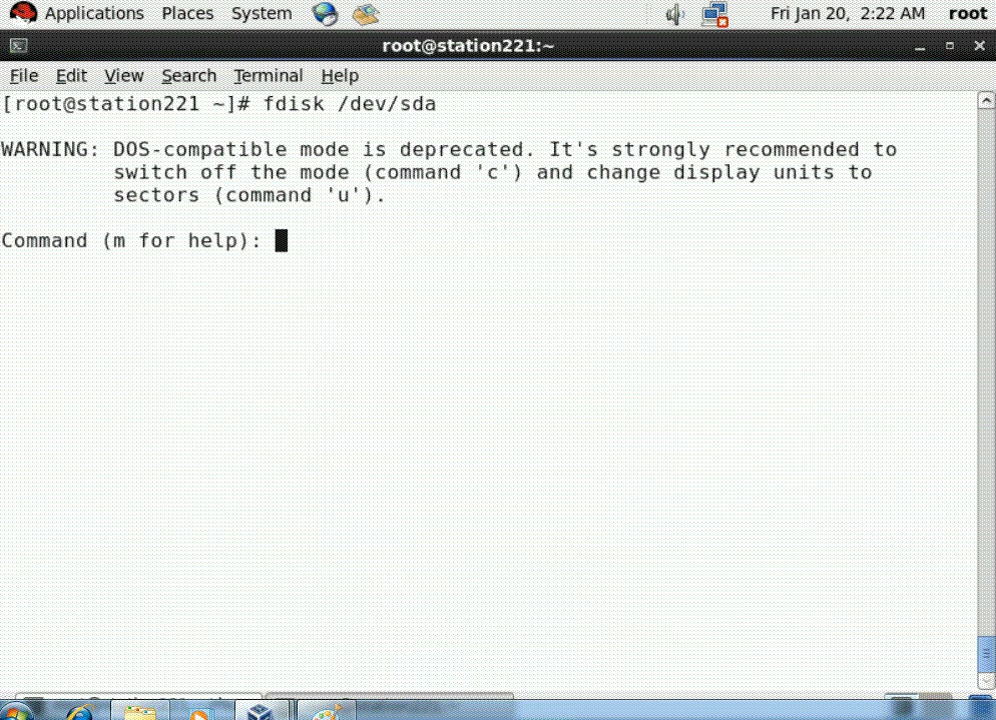 Applications Places System Fri Jan 20, 2:22 AM root
root@station221:~
File Edit View Search Terminal Help
[root@station221 ~]# fdisk /dev/sda
WARNING: DOS-compatible mode is deprecated. It's strongly recommended to
switch off the mode (command 'c') and change display units to
sectors (command 'u').
Command (m for help):